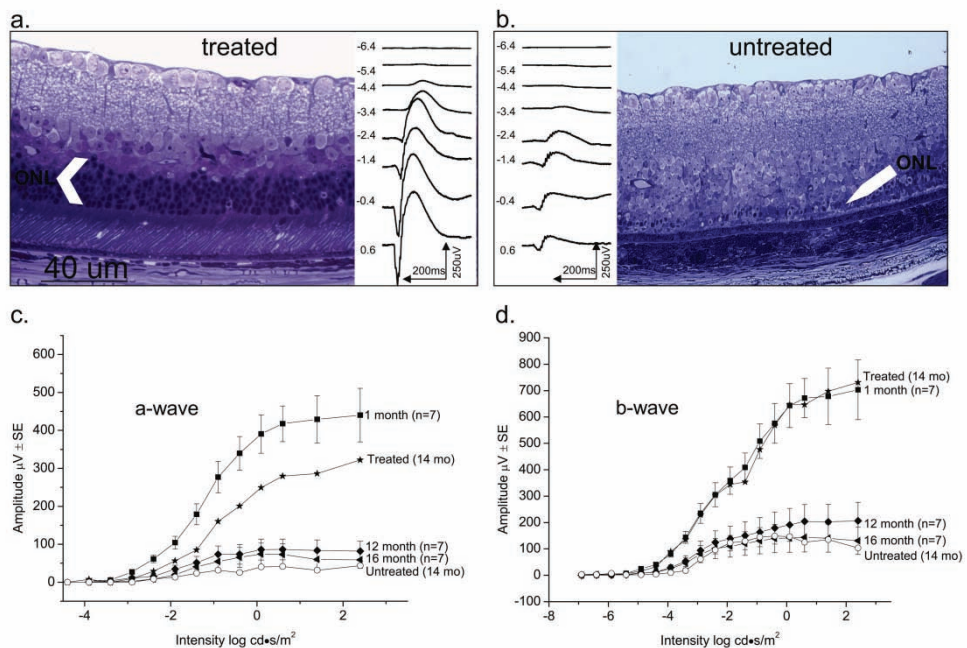 a.
treated
ONL
40 um
-6.4
-5.4
-4.4
-3.4
-2.4
-1.4
-0.4
0.6
200ms
250uV
b.
-6.4
-5.4
-4.4
-3.4
-2.4
-1.4
-0.4
0.6
200ms
250uV
untreated
ONL
c.
600
500
400
300
200
100
0
Amplitude µV ± SE
a-wave
1 month (n=7)
Treated (14 mo)
12 month (n=7)
16 month (n=7)
Untreated (14 mo)
-4
-2
0
2
Intensity log cd•s/m²
d.
900
800
700
600
500
400
300
200
100
0
-100
Amplitude µV ± SE
b-wave
Treated (14 mo)
1 month (n=7)
12 month (n=7)
16 month (n=7)
Untreated (14 mo)
-8
-6
-4
-2
0
2
Intensity log cd•s/m²